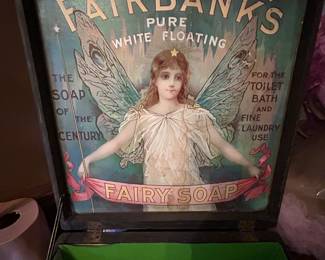 FAIRBANKS
PURE
WHITE FLOATING
THE
SOAP
OF THE
CENTURY
FOR THE
TOILET
BATH
AND
FINE
LAUNDRY
USE
FAIRY SOAP